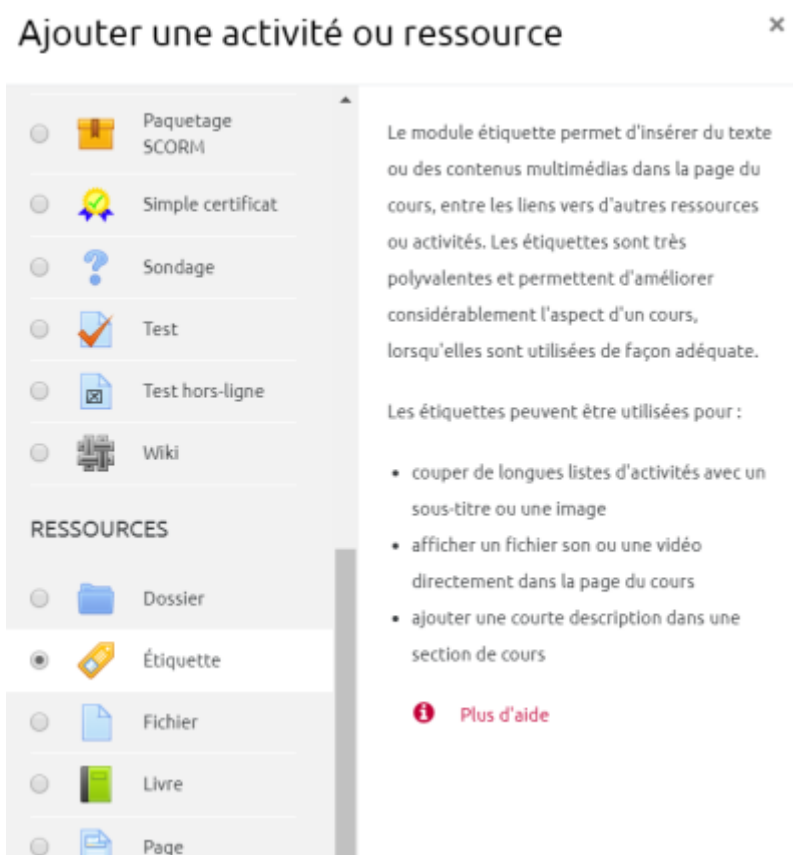 Ajouter une activité ou ressource ×
Paquetage
SCORM
Simple certificat
Sondage
Test
Test hors-ligne
Wiki
RESSOURCES
Dossier
Étiquette
Fichier
Livre
Page
Le module étiquette permet d'insérer du texte
ou des contenus multimédias dans la page du
cours, entre les liens vers d'autres ressources
ou activités. Les étiquettes sont très
polyvalentes et permettent d'améliorer
considérablement l'aspect d'un cours,
lorsqu'elles sont utilisées de façon adéquate.
Les étiquettes peuvent être utilisées pour :
• couper de longues listes d'activités avec un
sous-titre ou une image
• afficher un fichier son ou une vidéo
directement dans la page du cours
• ajouter une courte description dans une
section de cours
Plus d'aide